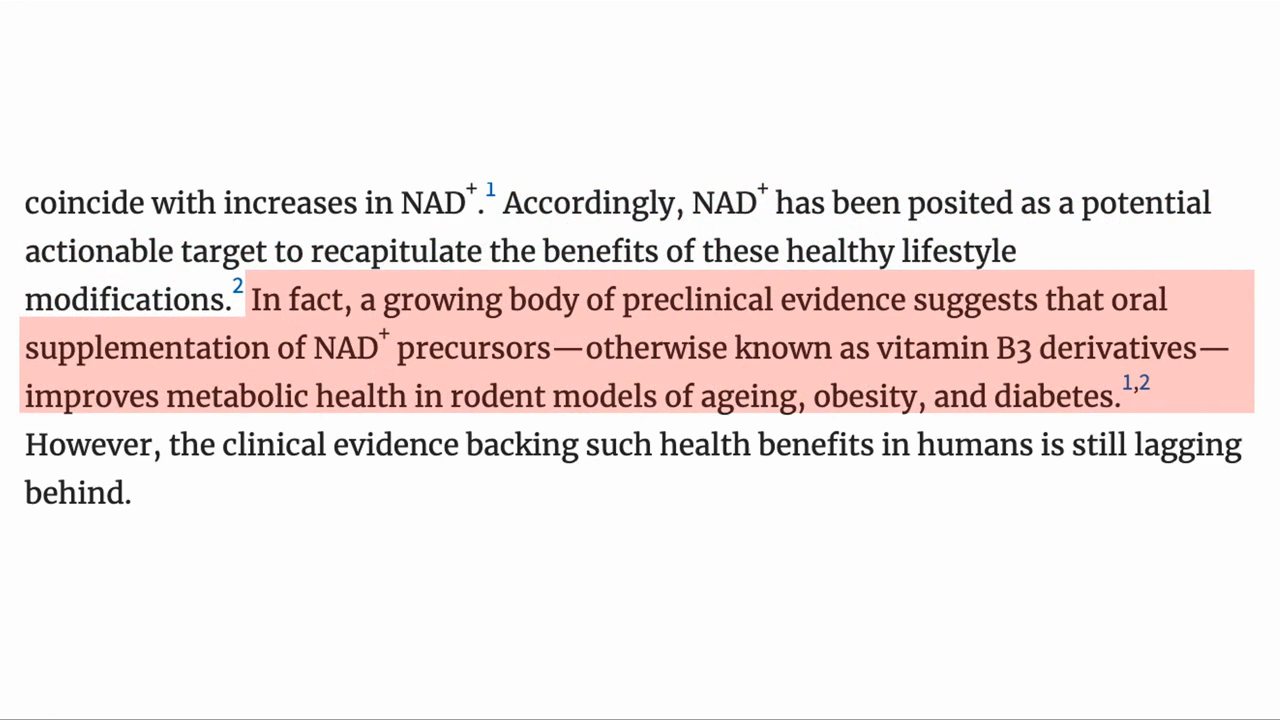 coincide with increases in NAD⁺.¹ Accordingly, NAD⁺ has been posited as a potential
actionable target to recapitulate the benefits of these healthy lifestyle
modifications.² In fact, a growing body of preclinical evidence suggests that oral
supplementation of NAD⁺ precursors—otherwise known as vitamin B3 derivatives—
improves metabolic health in rodent models of ageing, obesity, and diabetes.¹,²
However, the clinical evidence backing such health benefits in humans is still lagging
behind.